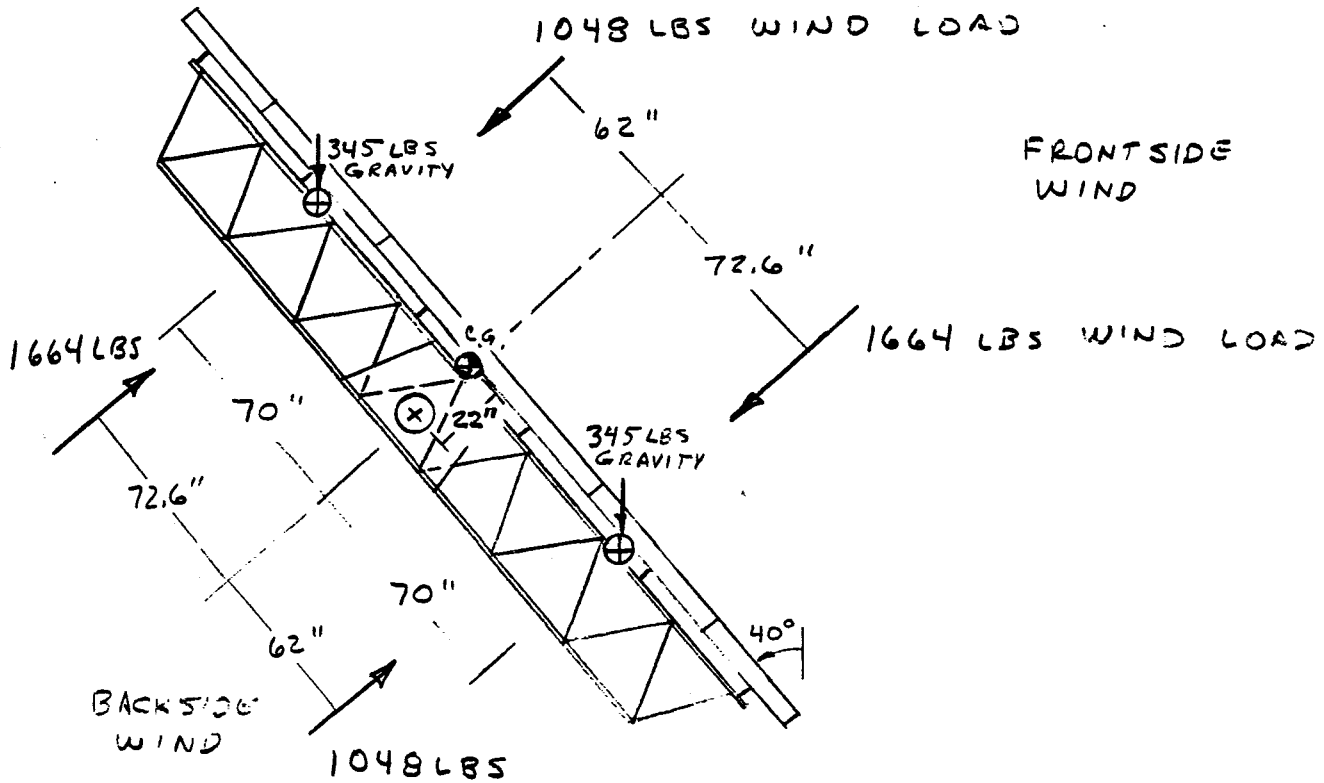 1048 LBS WIND LOAD
62"
FRONTSIDE
WIND
345 LBS
GRAVITY
72.6"
1664 LBS WIND LOAD
C.G.
1664 LBS
70"
22"
345 LBS
GRAVITY
72.6"
70"
62"
40°
BACKSIDE
WIND
1048 LBS